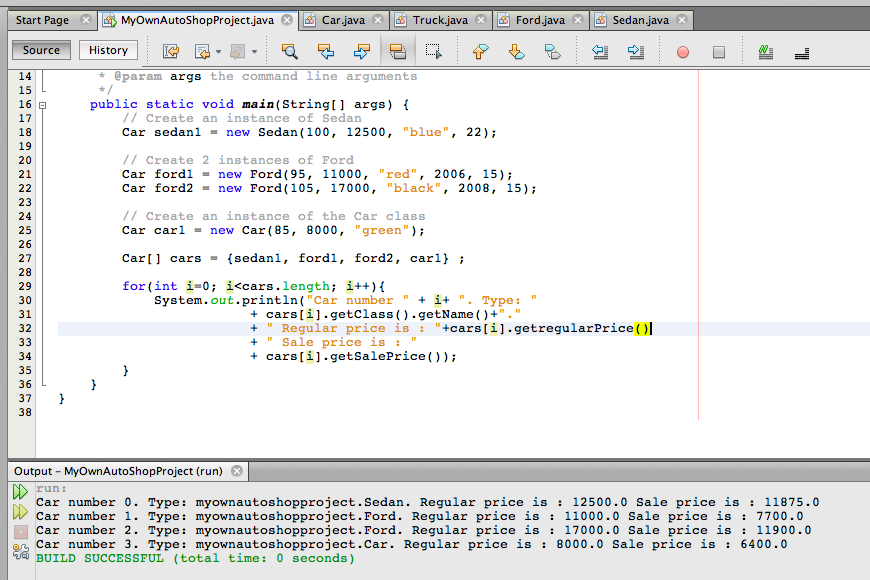 Start Page MyOwnAutoShopProject.java Car.java Truck.java Ford.java Sedan.java
Source History
14 * @param args the command line arguments
15 */
16 public static void main(String[] args) {
17 // Create an instance of Sedan
18 Car sedan1 = new Sedan(100, 12500, "blue", 22);
19
20 // Create 2 instances of Ford
21 Car ford1 = new Ford(95, 11000, "red", 2006, 15);
22 Car ford2 = new Ford(105, 17000, "black", 2008, 15);
23
24 // Create an instance of the Car class
25 Car car1 = new Car(85, 8000, "green");
26
27 Car[] cars = {sedan1, ford1, ford2, car1} ;
28
29 for(int i=0; i<cars.length; i++){
30 System.out.println("Car number " + i+ ". Type: "
31 + cars[i].getClass().getName()+"."
32 + " Regular price is : "+cars[i].getregularPrice()
33 + " Sale price is : "
34 + cars[i].getSalePrice());
35 }
36 }
37 }
38
Output - MyOwnAutoShopProject (run)
run:
Car number 0. Type: myownautoshopproject.Sedan. Regular price is : 12500.0 Sale price is : 11875.0
Car number 1. Type: myownautoshopproject.Ford. Regular price is : 11000.0 Sale price is : 7700.0
Car number 2. Type: myownautoshopproject.Ford. Regular price is : 17000.0 Sale price is : 11900.0
Car number 3. Type: myownautoshopproject.Car. Regular price is : 8000.0 Sale price is : 6400.0
BUILD SUCCESSFUL (total time: 0 seconds)